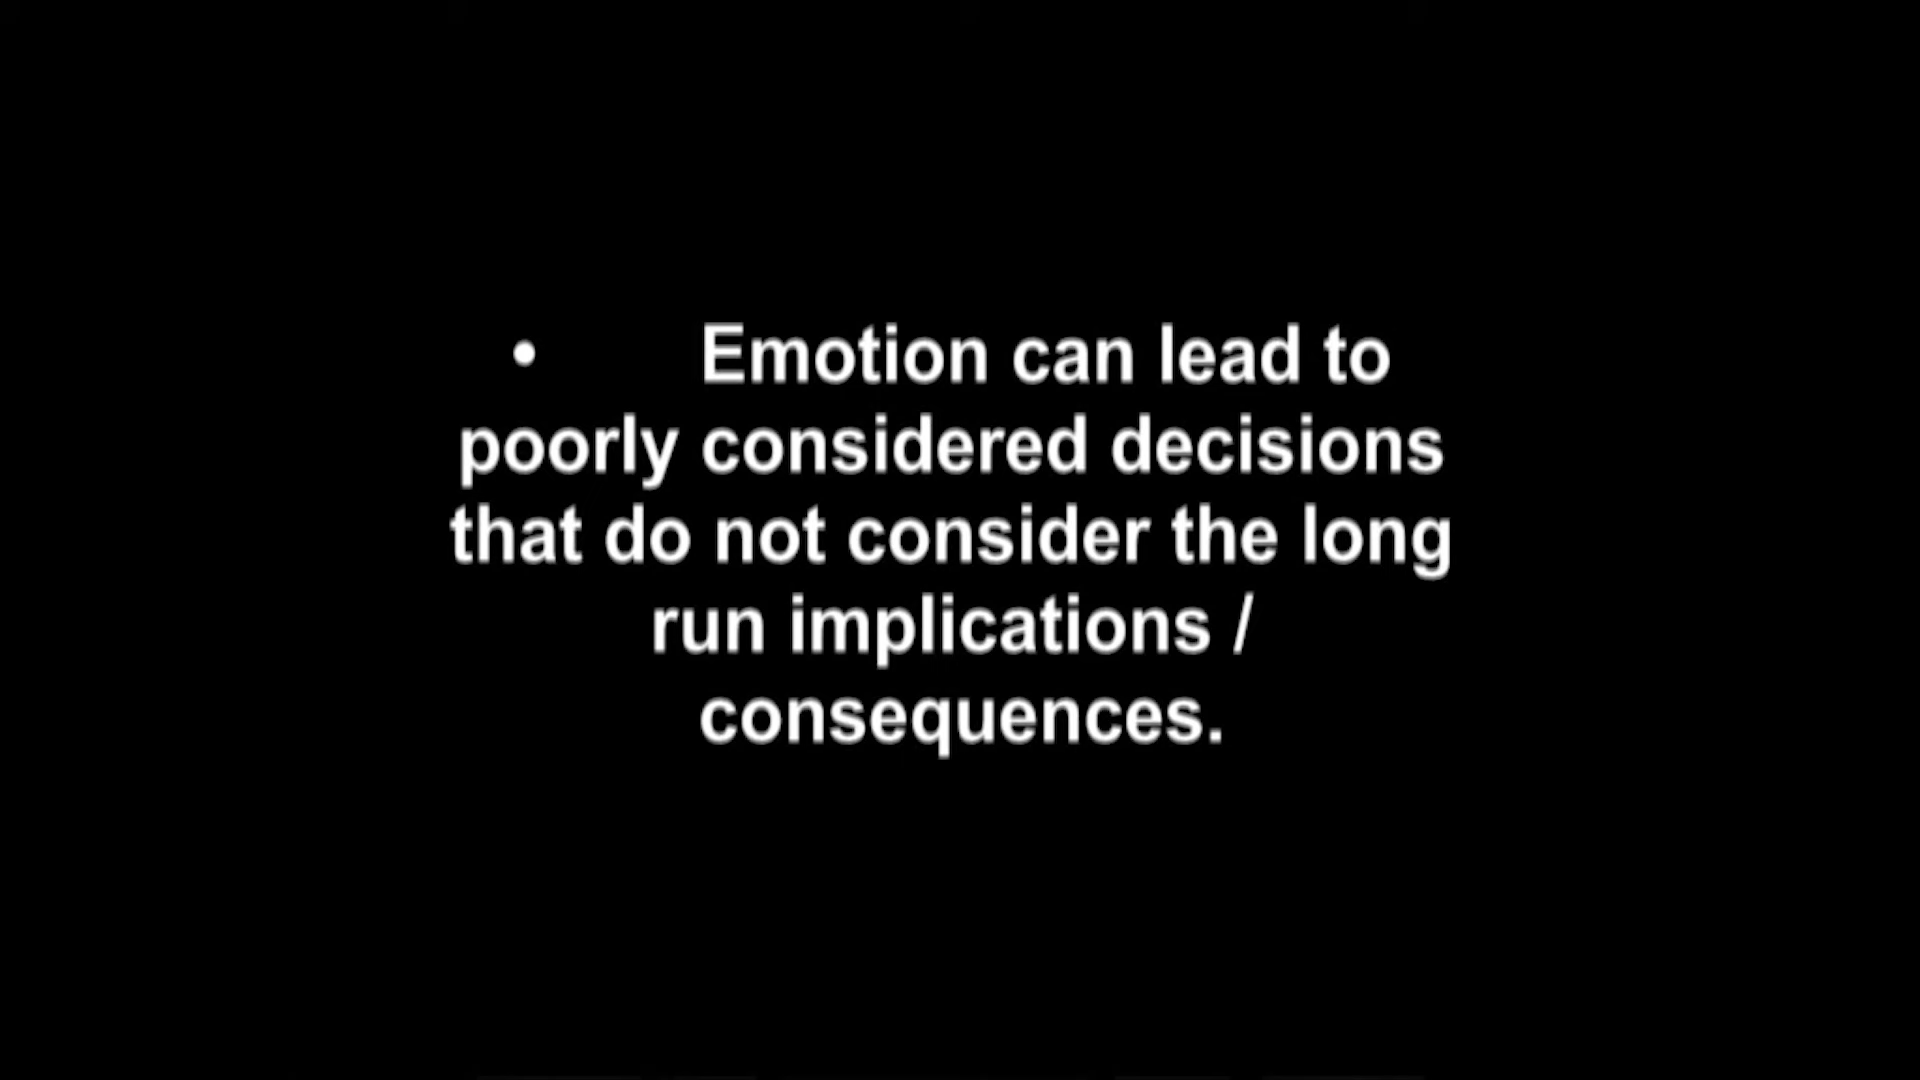 • Emotion can lead to
poorly considered decisions
that do not consider the long
run implications /
consequences.